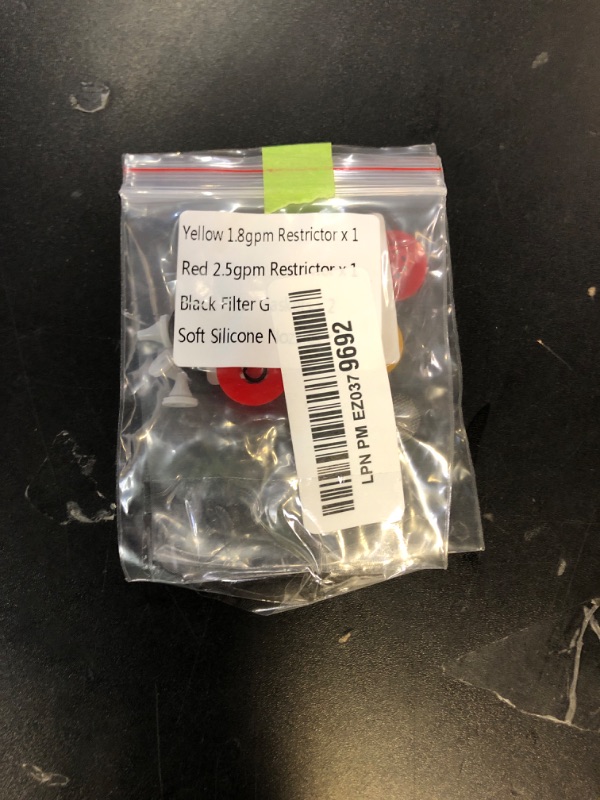 Yellow 1.8gpm Restrictor x 1
Red 2.5gpm Restrictor x 1
Black Filter
Soft Silicone
LPN PM EZ0379692